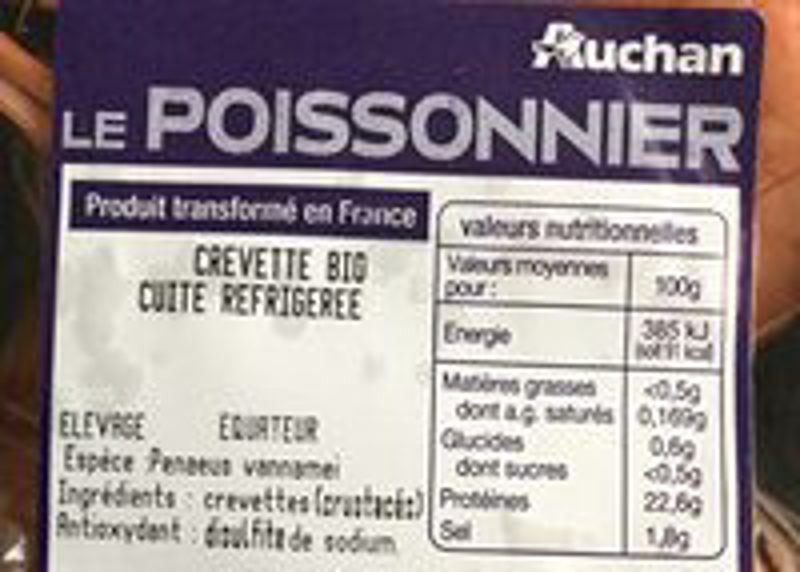 Auchan
LE POISSONNIER
Produit transformé en France
CREVETTE BIO
CUITE REFRIGEREE
ELEVAGE EQUATEUR
Espèce :Penaeus vannamei
Ingrédients : crevettes(crustacés)
Antioxydant : disulfite de sodium
valeurs nutritionnelles
Valeurs moyennes pour : 100g
Energie 385 kJ
Matières grasses <0,5g
dont a.g. saturés 0,169g
Glucides 0,6g
dont sucres <0,5g
Protéines 22,6g
Sel 1,8g